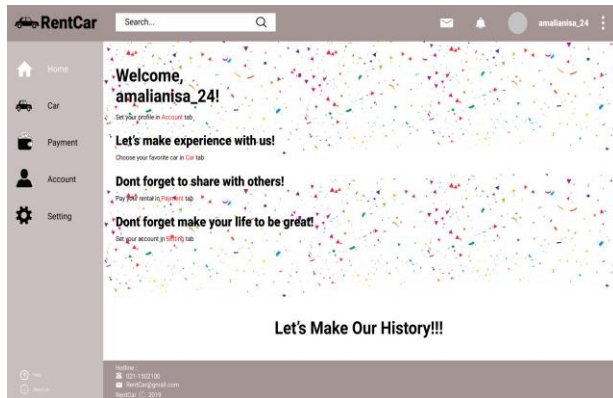 RentCar
Search...
amalianisa_24
Home
Car
Payment
Account
Setting
Welcome,
amalianisa_24!
Set your profile in Account tab
Let's make experience with us!
Choose your favorite car in Car tab
Dont forget to share with others!
Pay your rental in Payment tab
Dont forget make your life to be great!
Set your account in Setting tab
Let's Make Our History!!!
Hotline :
021-1502100
RentCar@gmail.com
RentCar © 2019